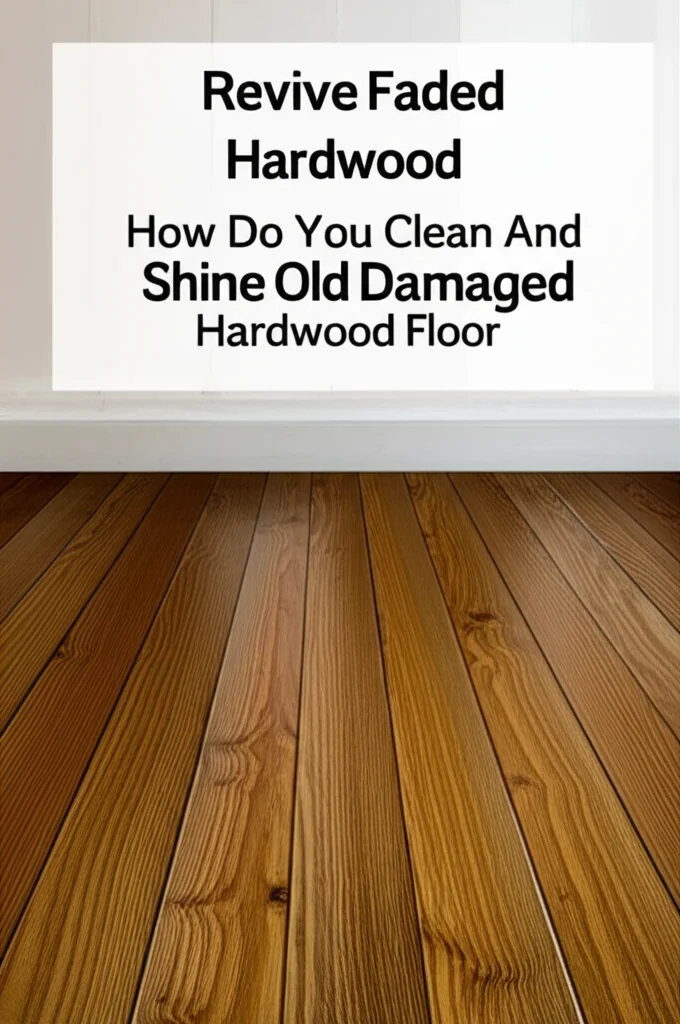 Revive Faded
Hardwood
How Do You Clean And
Shine Old Damaged
Hardwood Floor